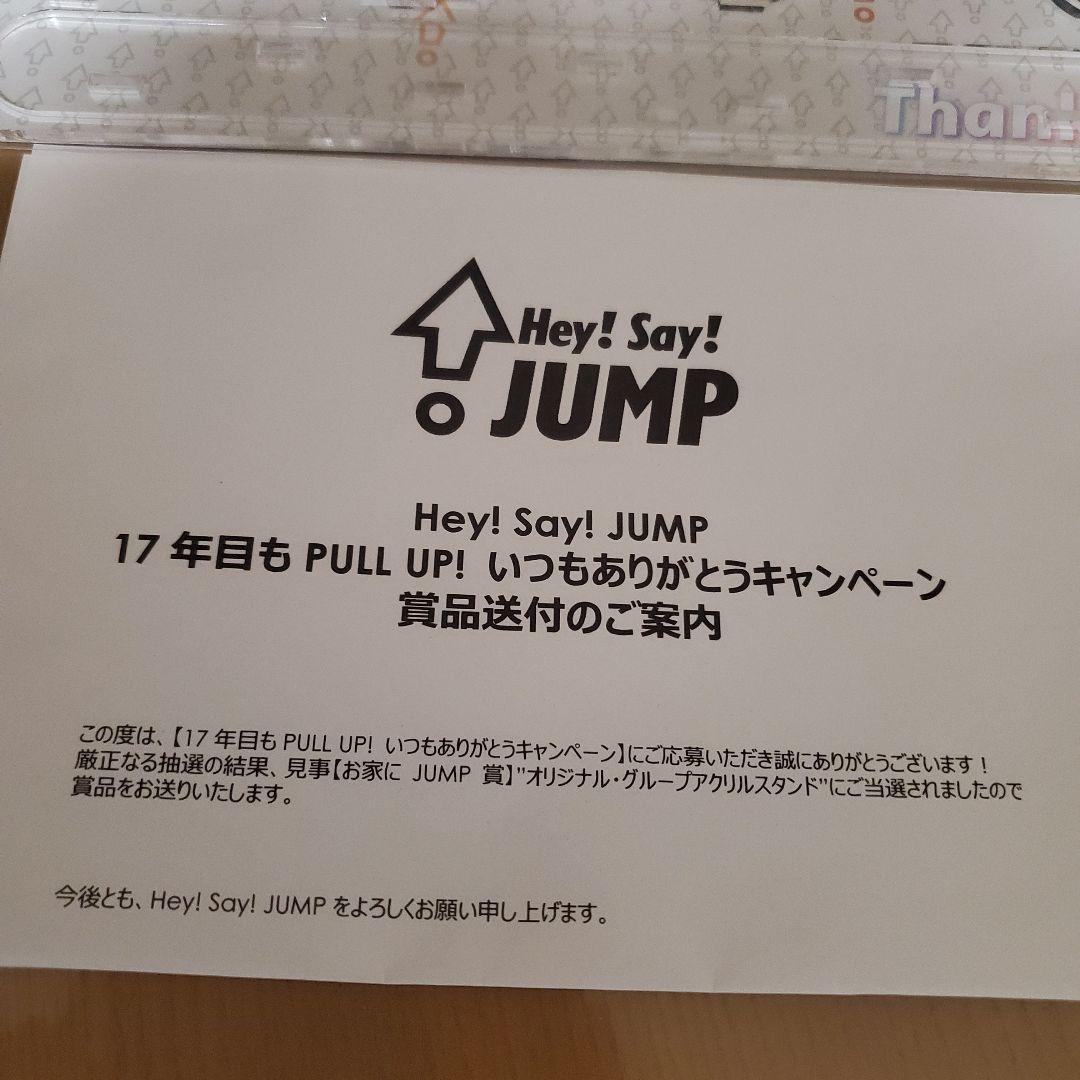 Than
Hey! Say!
JUMP
Hey! Say! JUMP
17 年目も PULL UP! いつもありがとうキャンペーン
賞品送付のご案内
この度は、【17 年目も PULL UP! いつもありがとうキャンペーン】にご応募いただき誠にありがとうございます！
厳正なる抽選の結果、見事【お家に JUMP 賞】"オリジナル・グループアクリルスタンド"にご当選されましたので
賞品をお送りいたします。
今後とも、Hey! Say! JUMP をよろしくお願い申し上げます。